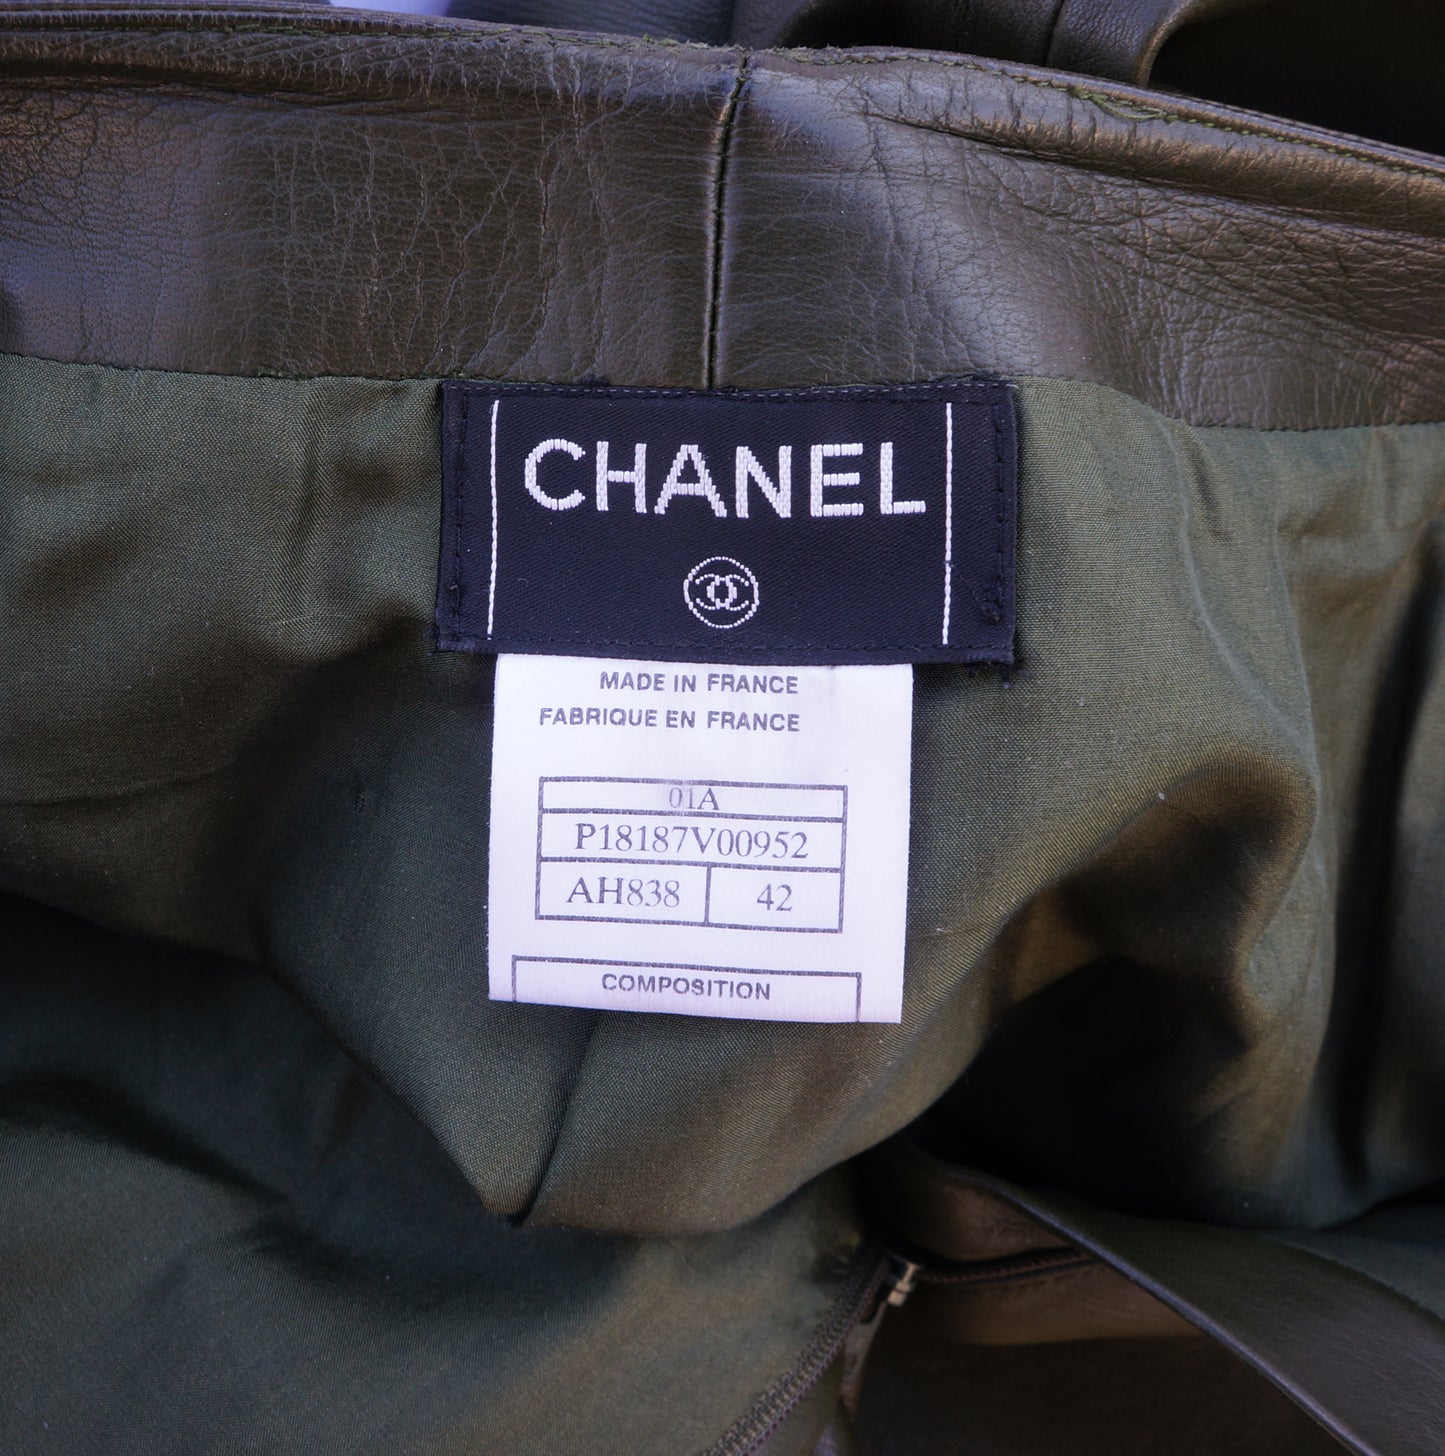 CHANEL
MADE IN FRANCE
FABRIQUE EN FRANCE
01A
P18187V00952
AH838 42
COMPOSITION